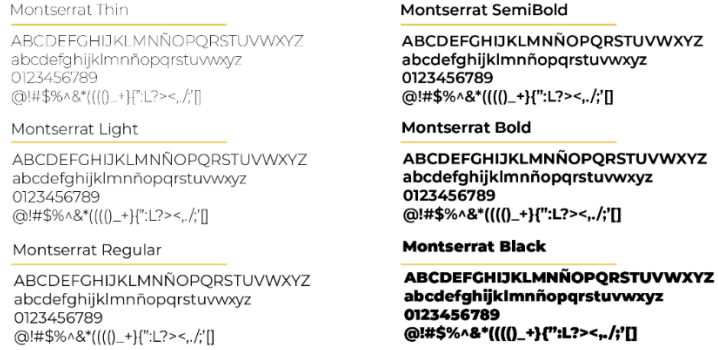 Montserrat Thin
ABCDEFGHIJKLMNÑOPQRSTUVWXYZ
abcdefghijklmnñopqrstuvwxyz
0123456789
@!#$%^&*(((()_+}{":L?><,./;'[]
Montserrat Light
ABCDEFGHIJKLMNÑOPQRSTUVWXYZ
abcdefghijklmnñopqrstuvwxyz
0123456789
@!#$%^&*(((()_+}{":L?><,./;'[]
Montserrat Regular
ABCDEFGHIJKLMNÑOPQRSTUVWXYZ
abcdefghijklmnñopqrstuvwxyz
0123456789
@!#$%^&*(((()_+}{":L?><,./;'[]
Montserrat SemiBold
ABCDEFGHIJKLMNÑOPQRSTUVWXYZ
abcdefghijklmnñopqrstuvwxyz
0123456789
@!#$%^&*(((()_+}{":L?><,./;'[]
Montserrat Bold
ABCDEFGHIJKLMNÑOPQRSTUVWXYZ
abcdefghijklmnñopqrstuvwxyz
0123456789
@!#$%^&*(((()_+}{":L?><,./;'[]
Montserrat Black
ABCDEFGHIJKLMNÑOPQRSTUVWXYZ
abcdefghijklmnñopqrstuvwxyz
0123456789
@!#$%^&*(((()_+}{":L?><,./;'[]